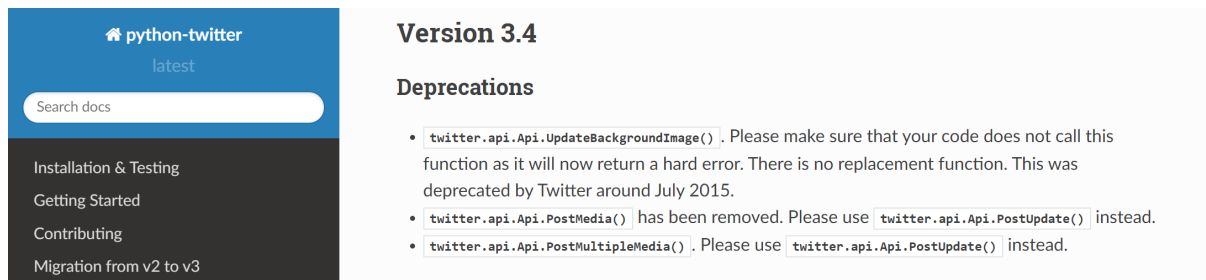 python-twitter
latest
Search docs
Installation & Testing
Getting Started
Contributing
Migration from v2 to v3
Version 3.4
Deprecations
• twitter.api.Api.UpdateBackgroundImage() . Please make sure that your code does not call this
function as it will now return a hard error. There is no replacement function. This was
deprecated by Twitter around July 2015.
• twitter.api.Api.PostMedia() has been removed. Please use twitter.api.Api.PostUpdate() instead.
• twitter.api.Api.PostMultipleMedia() . Please use twitter.api.Api.PostUpdate() instead.